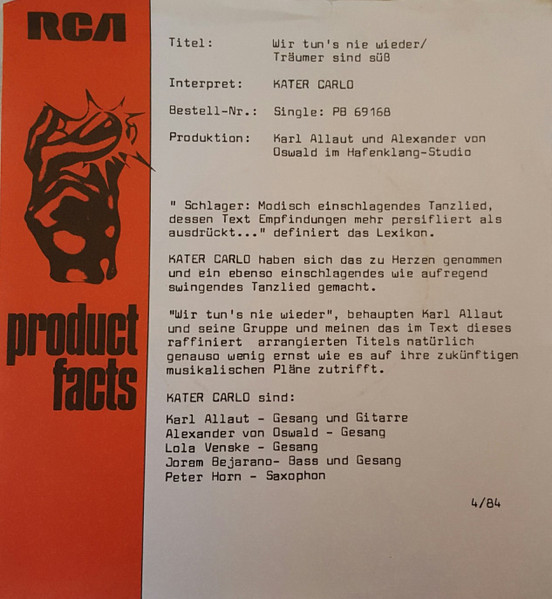 RCA
product
facts
Titel: Wir tun's nie wieder/
Träumer sind süß
Interpret: KATER CARLO
Bestell-Nr.: Single: PB 69168
Produktion: Karl Allaut und Alexander von
Oswald im Hafenklang-Studio
" Schlager: Modisch einschlagendes Tanzlied,
dessen Text Empfindungen mehr persifliert als
ausdrückt..." definiert das Lexikon.
KATER CARLO haben sich das zu Herzen genommen
und ein ebenso einschlagendes wie aufregend
swingendes Tanzlied gemacht.
"Wir tun's nie wieder", behaupten Karl Allaut
und seine Gruppe und meinen das im Text dieses
raffiniert arrangierten Titels natürlich
genauso wenig ernst wie es auf ihre zukünftigen
musikalischen Pläne zutrifft.
KATER CARLO sind:
Karl Allaut - Gesang und Gitarre
Alexander von Oswald - Gesang
Lola Venske - Gesang
Joram Bejarano- Bass und Gesang
Peter Horn - Saxophon
4/84